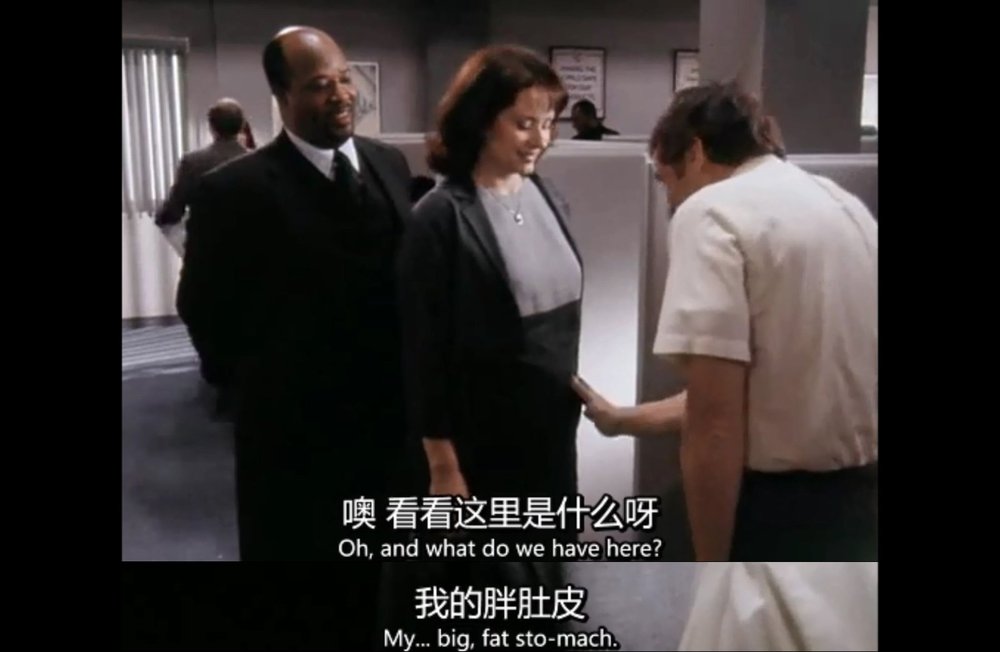 噢 看看这里是什么呀
Oh, and what do we have here?
我的胖肚皮
My... big, fat sto-mach.